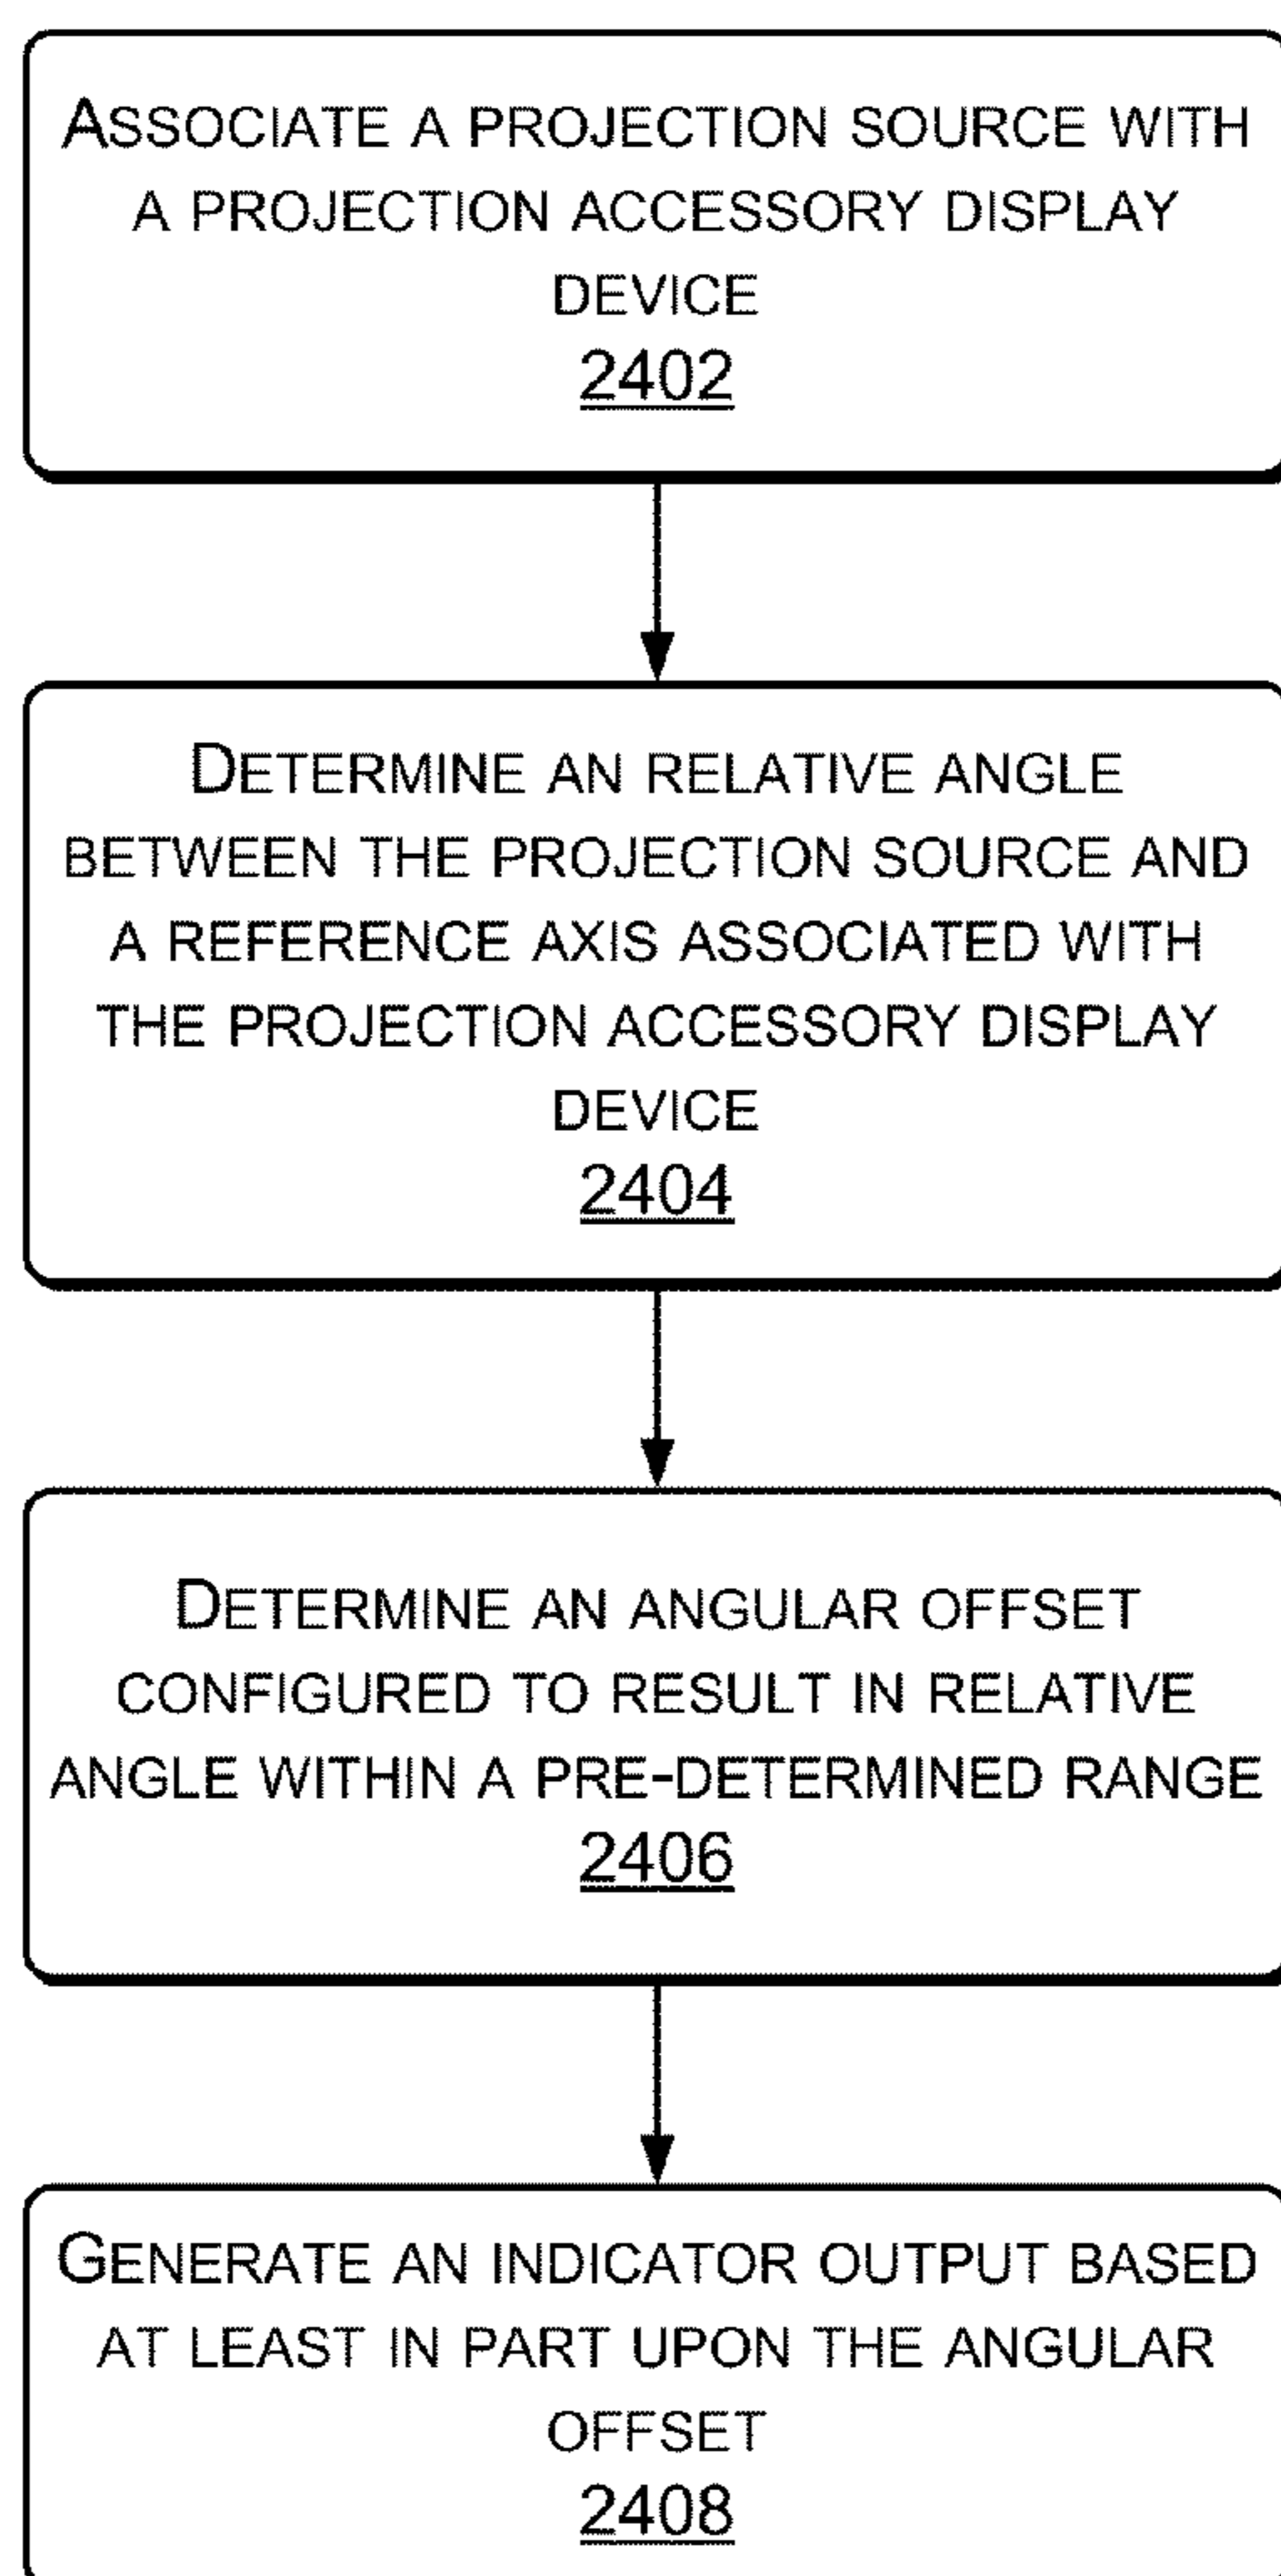 ASSOCIATE A PROJECTION SOURCE WITH
A PROJECTION ACCESSORY DISPLAY
DEVICE
2402
DETERMINE AN RELATIVE ANGLE
BETWEEN THE PROJECTION SOURCE AND
A REFERENCE AXIS ASSOCIATED WITH
THE PROJECTION ACCESSORY DISPLAY
DEVICE
2404
DETERMINE AN ANGULAR OFFSET
CONFIGURED TO RESULT IN RELATIVE
ANGLE WITHIN A PRE-DETERMINED RANGE
2406
GENERATE AN INDICATOR OUTPUT BASED
AT LEAST IN PART UPON THE ANGULAR
OFFSET
2408